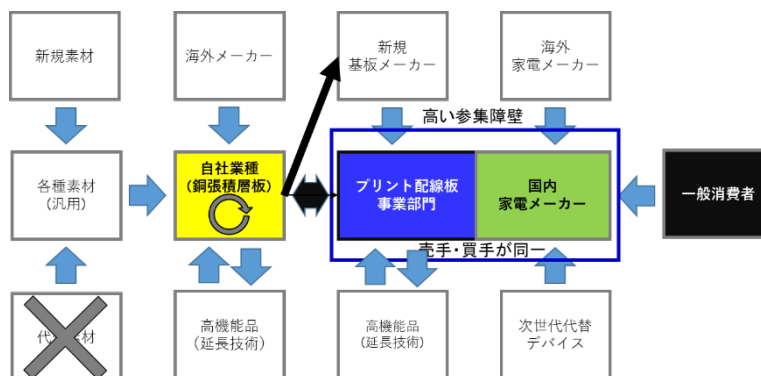 新規素材
海外メーカー
新規
基板メーカー
海外
家電メーカー
高い参集障壁
各種素材
(汎用)
自社業種
(銅張積層板)
プリント配線板
事業部門
国内
家電メーカー
一般消費者
売手・買手が同一
代 素材
高機能品
(延長技術)
高機能品
(延長技術)
次世代代替
デバイス